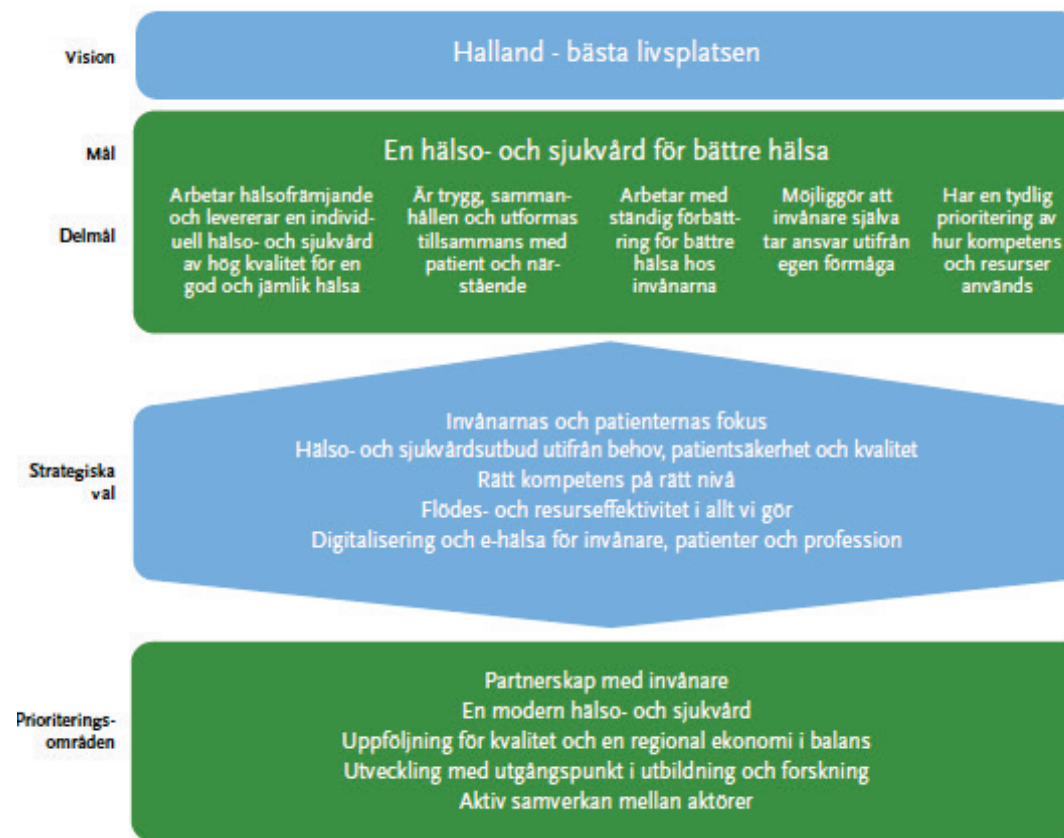 Vision
Halland - bästa livsplatsen
Mål
En hälso- och sjukvård för bättre hälsa
Delmål
Arbetar hälsofrämjande
och levererar en individ-
uell hälso- och sjukvård
av hög kvalitet för en
god och jämlik hälsa
Är trygg, samman-
hållen och utformas
tillsammans med
patient och när-
stående
Arbetar med
ständig förbätt-
ring för bättre
hälsa hos
invånarna
Möjliggör att
invånare själva
tar ansvar utifrån
egen förmåga
Har en tydlig
prioritering av
hur kompetens
och resurser
används
Strategiska
val
Invånarnas och patienternas fokus
Hälso- och sjukvårdsutbud utifrån behov, patientsäkerhet och kvalitet
Rätt kompetens på rätt nivå
Flödes- och resurseffektivitet i allt vi gör
Digitalisering och e-hälsa för invånare, patienter och profession
Prioriterings-
områden
Partnerskap med invånare
En modern hälso- och sjukvård
Uppföljning för kvalitet och en regional ekonomi i balans
Utveckling med utgångspunkt i utbildning och forskning
Aktiv samverkan mellan aktörer